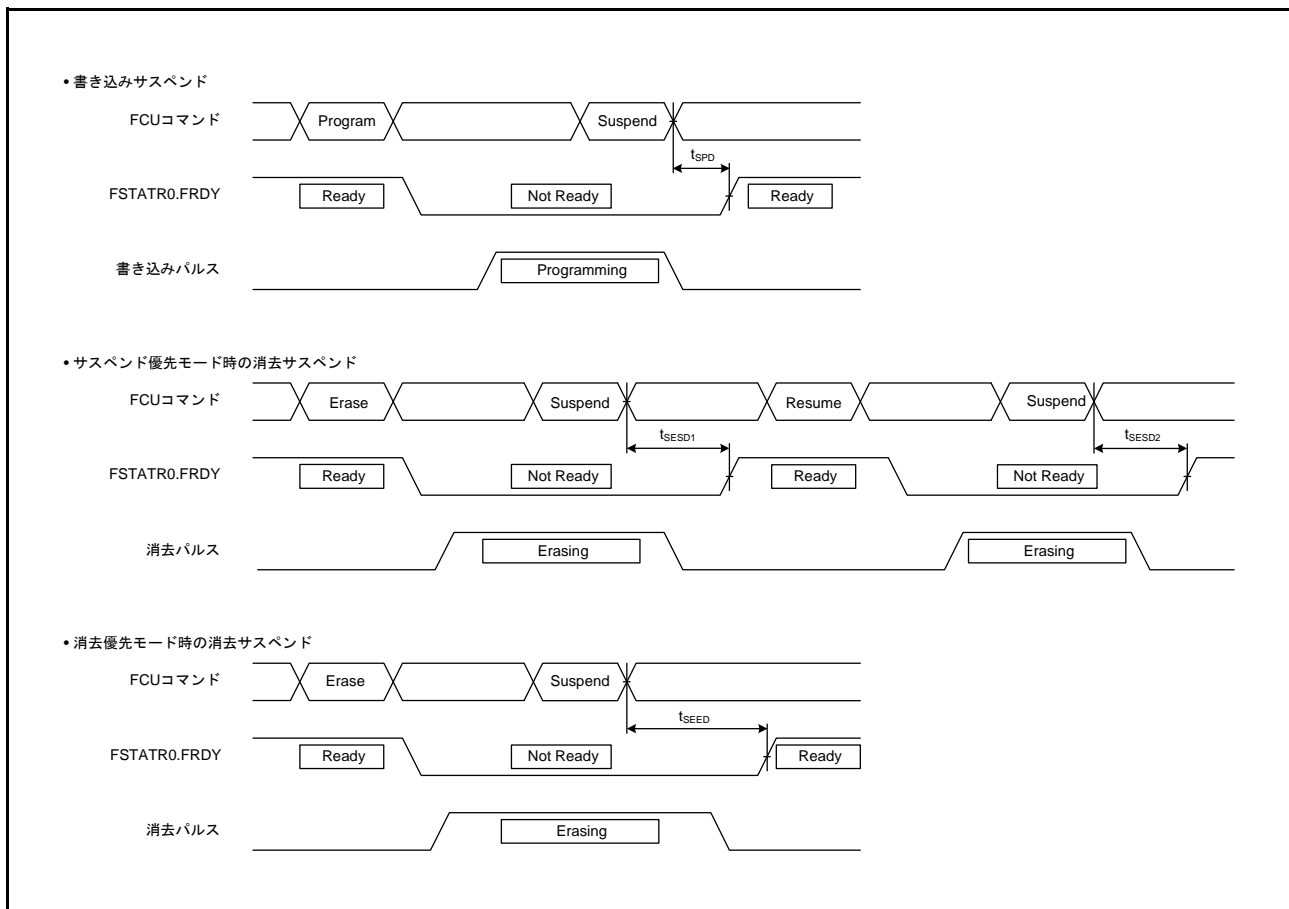 • 書き込みサスペンド
FCUコマンド Program Suspend
tSPD
FSTATR0.FRDY Ready Not Ready Ready
書き込みパルス Programming
• サスペンド優先モード時の消去サスペンド
FCUコマンド Erase Suspend Resume Suspend
tSESD1 tSESD2
FSTATR0.FRDY Ready Not Ready Ready Not Ready
消去パルス Erasing Erasing
• 消去優先モード時の消去サスペンド
FCUコマンド Erase Suspend
tSEED
FSTATR0.FRDY Ready Not Ready Ready
消去パルス Erasing